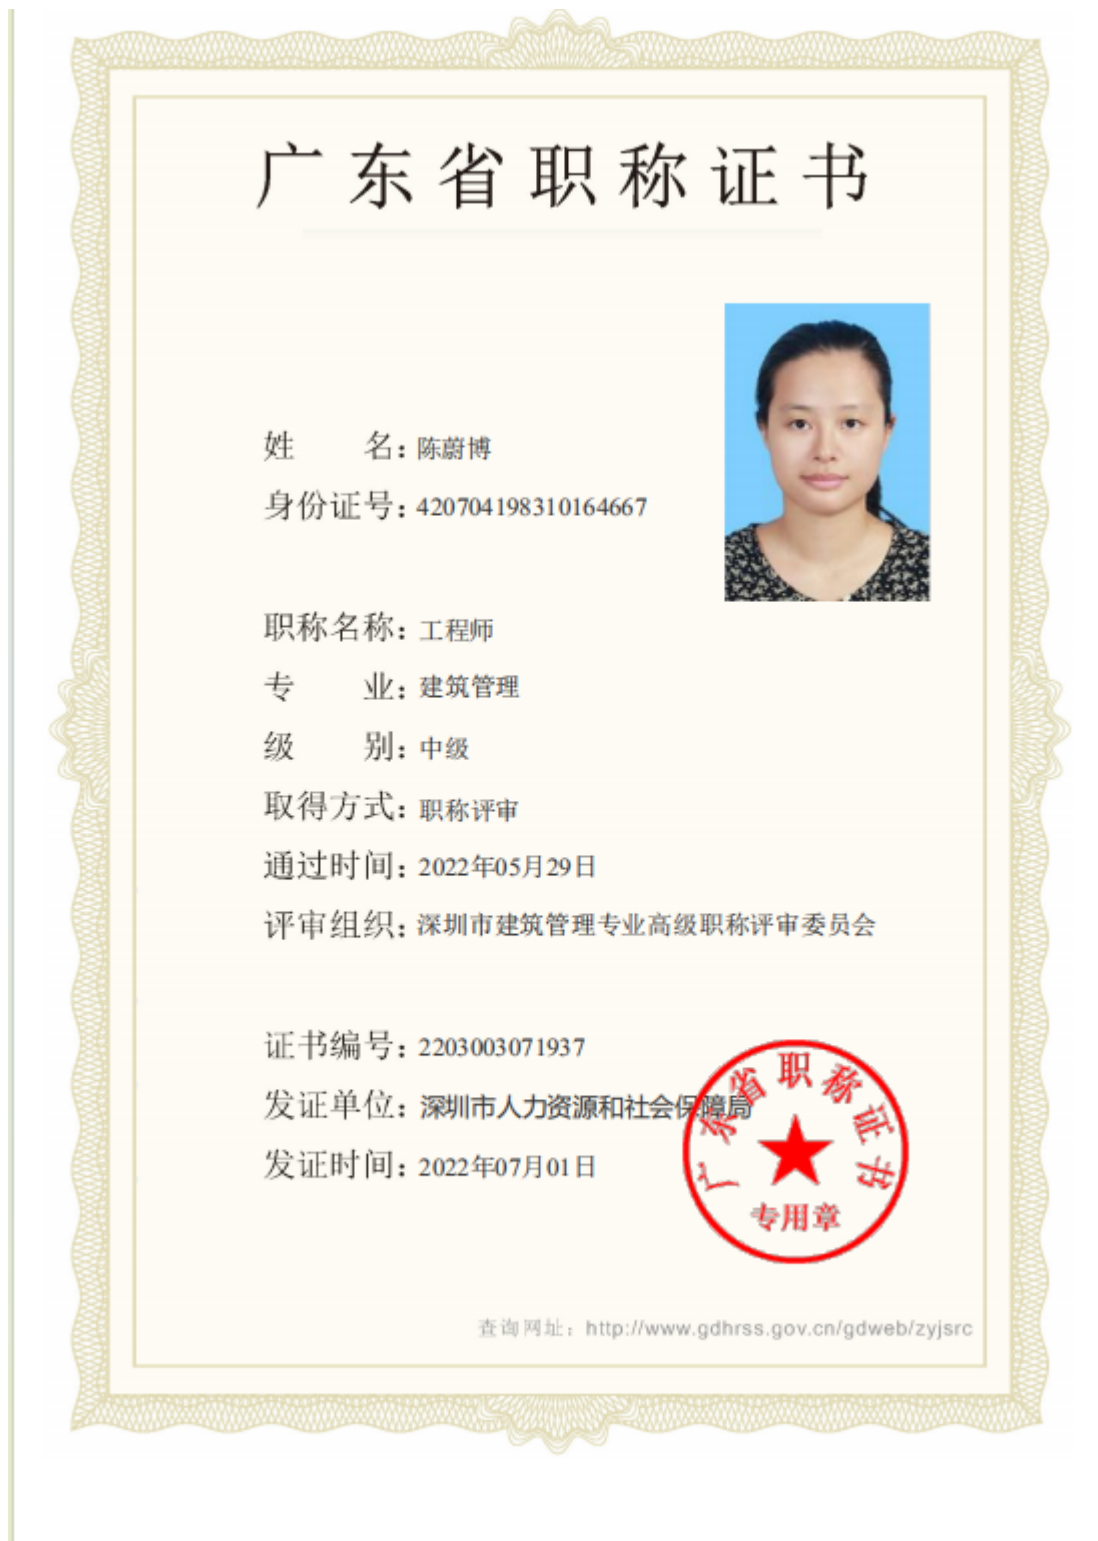 广东省职称证书
姓 名：陈蔚博
身份证号：420704198310164667
职称名称：工程师
专 业：建筑管理
级 别：中级
取得方式：职称评审
通过时间：2022年05月29日
评审组织：深圳市建筑管理专业高级职称评审委员会
证书编号：2203003071937
发证单位：深圳市人力资源和社会保障局
发证时间：2022年07月01日
广东省职称证书
专用章
查询网址：http://www.gdhrss.gov.cn/gdweb/zyjsrc